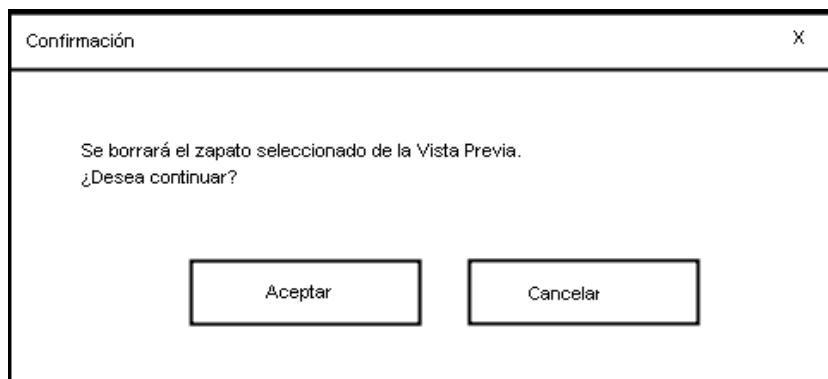 Confirmación X
Se borrará el zapato seleccionado de la Vista Previa.
¿Desea continuar?
Aceptar Cancelar